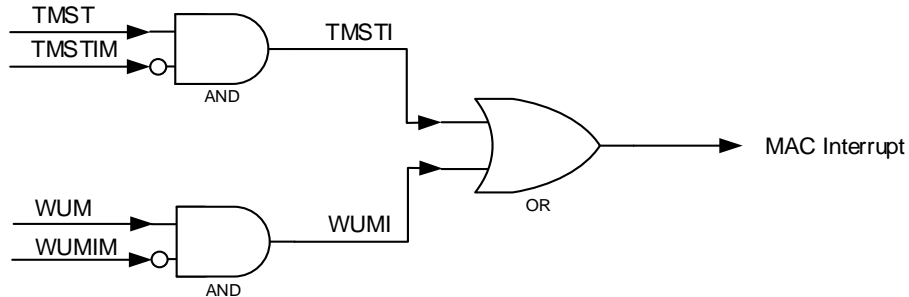 TMST
TMSTIM
AND
TMSTI
MAC Interrupt
OR
WUM
WUMIM
AND
WUMI